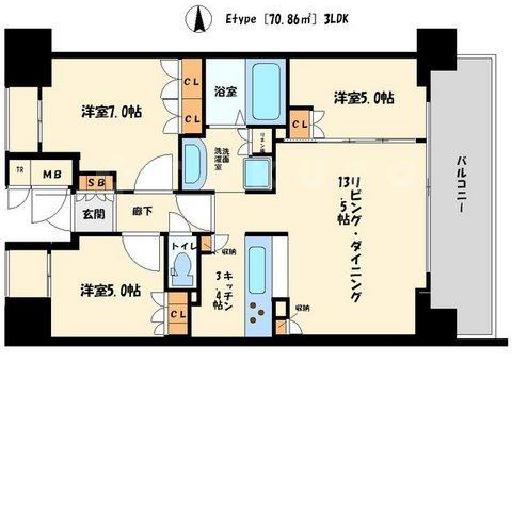 Etype [70.86㎡] 3LDK
洋室7.0帖
CL
CL
浴室
洋室5.0帖
CL
バルコニー
洗面
洗濯室
リネン庫
TR
MB
SB
玄関
廊下
リビング・ダイニング
13.5帖
トイレ
収納
キッチン
3.4帖
洋室5.0帖
CL
収納